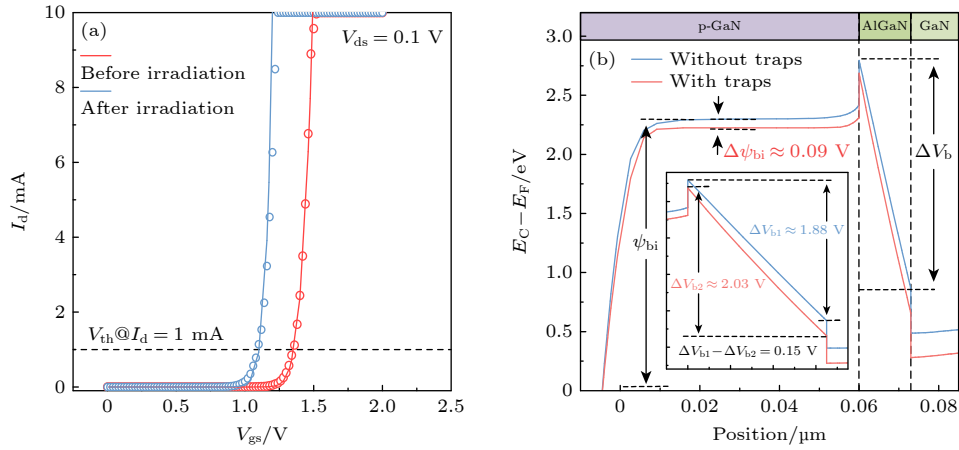 (a)
V_ds = 0.1 V
Before irradiation
After irradiation
V_th@I_d = 1 mA
10
8
6
4
2
0
I_d/mA
0
0.5
1.0
1.5
2.0
2.5
V_gs/V
p-GaN
AlGaN
GaN
(b)
Without traps
With traps
Δψ_bi ≈ 0.09 V
ψ_bi
ΔV_b
ΔV_b1 ≈ 1.88 V
ΔV_b2 ≈ 2.03 V
ΔV_b1−ΔV_b2 = 0.15 V
3.0
2.5
2.0
1.5
1.0
0.5
0
E_C−E_F/eV
0
0.02
0.04
0.06
0.08
Position/μm